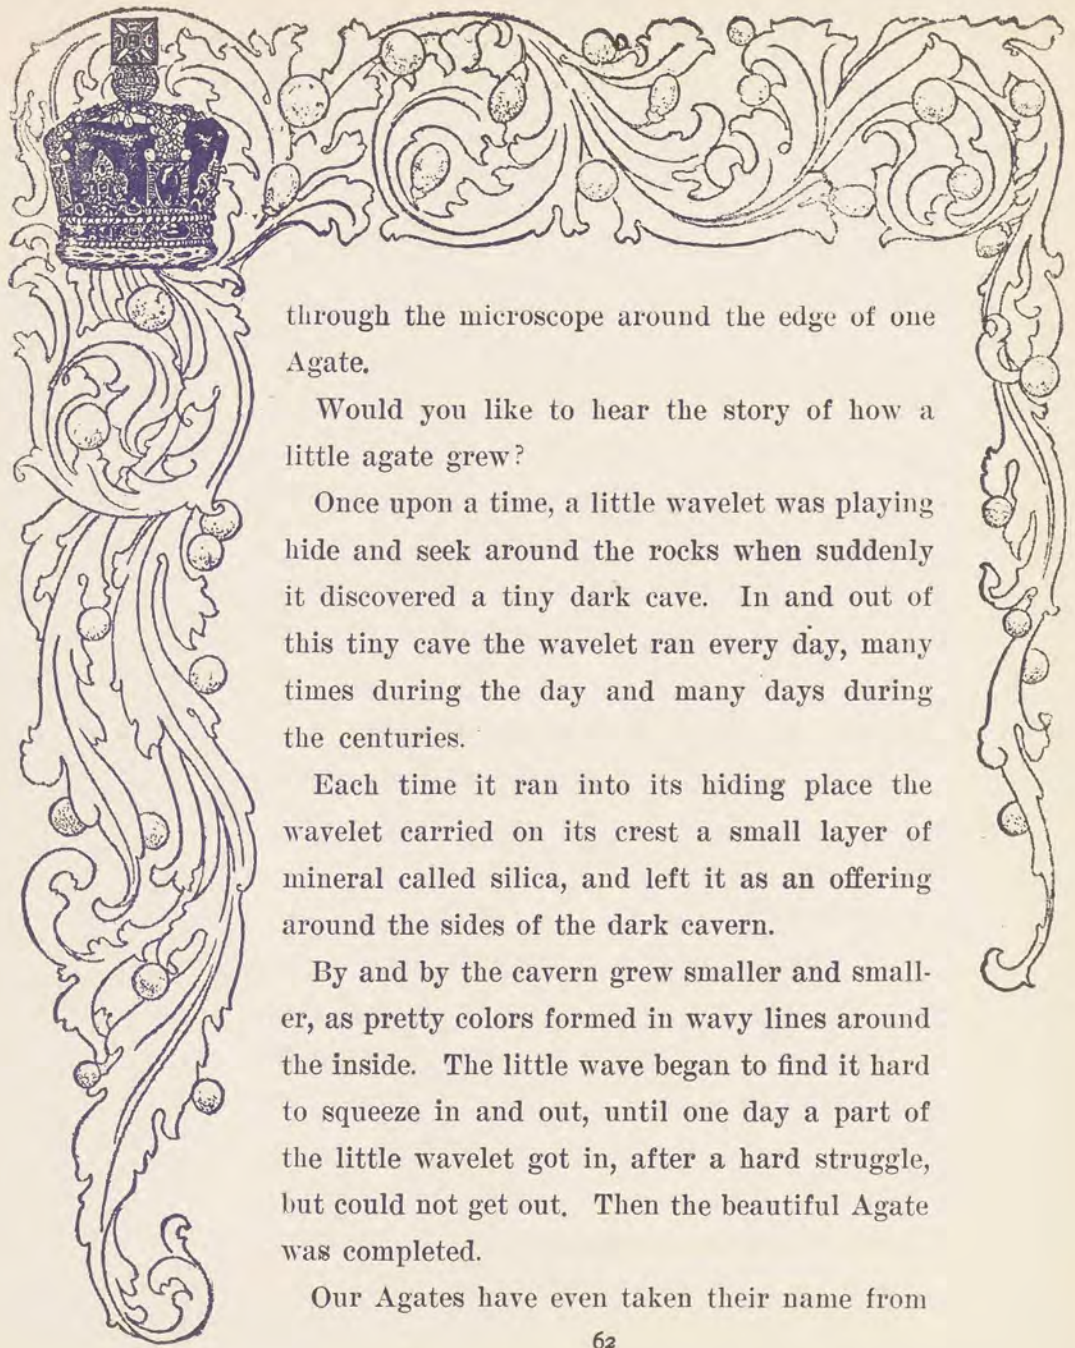 through the microscope around the edge of one
Agate.
Would you like to hear the story of how a
little agate grew?
Once upon a time, a little wavelet was playing
hide and seek around the rocks when suddenly
it discovered a tiny dark cave. In and out of
this tiny cave the wavelet ran every day, many
times during the day and many days during
the centuries.
Each time it ran into its hiding place the
wavelet carried on its crest a small layer of
mineral called silica, and left it as an offering
around the sides of the dark cavern.
By and by the cavern grew smaller and small-
er, as pretty colors formed in wavy lines around
the inside. The little wave began to find it hard
to squeeze in and out, until one day a part of
the little wavelet got in, after a hard struggle,
but could not get out. Then the beautiful Agate
was completed.
Our Agates have even taken their name from
62